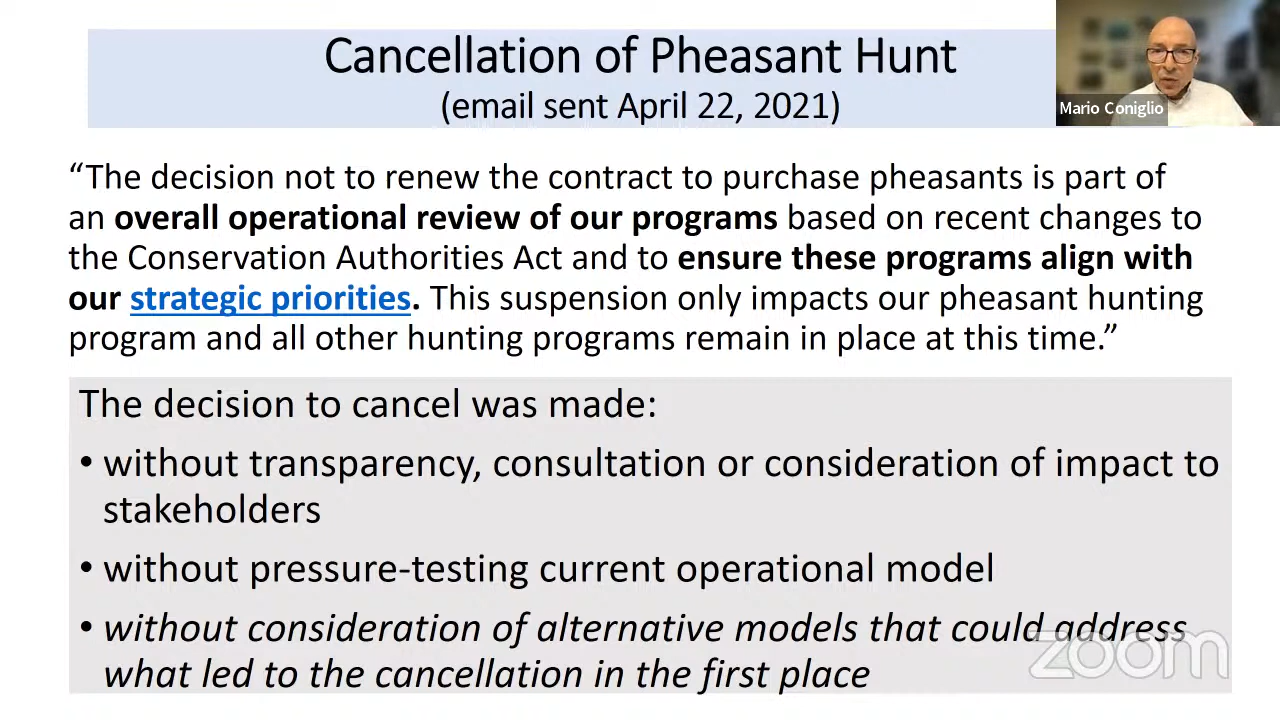 Cancellation of Pheasant Hunt
(email sent April 22, 2021)
Mario Coniglio
“The decision not to renew the contract to purchase pheasants is part of
an overall operational review of our programs based on recent changes to
the Conservation Authorities Act and to ensure these programs align with
our strategic priorities. This suspension only impacts our pheasant hunting
program and all other hunting programs remain in place at this time.”
The decision to cancel was made:
• without transparency, consultation or consideration of impact to
stakeholders
• without pressure-testing current operational model
• without consideration of alternative models that could address
what led to the cancellation in the first place
zoom